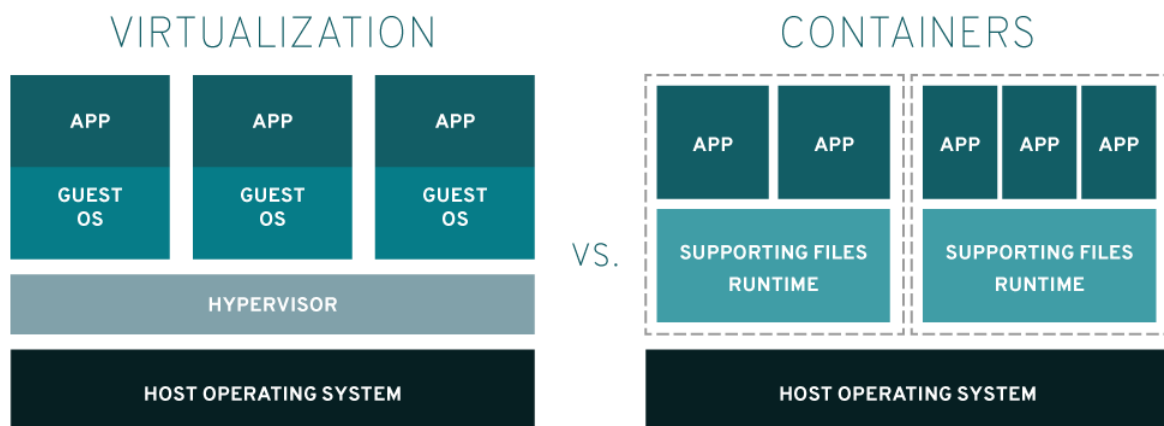 VIRTUALIZATION
APP
APP
APP
GUEST
OS
GUEST
OS
GUEST
OS
HYPERVISOR
HOST OPERATING SYSTEM
VS.
CONTAINERS
APP
APP
APP
APP
APP
SUPPORTING FILES
RUNTIME
SUPPORTING FILES
RUNTIME
HOST OPERATING SYSTEM